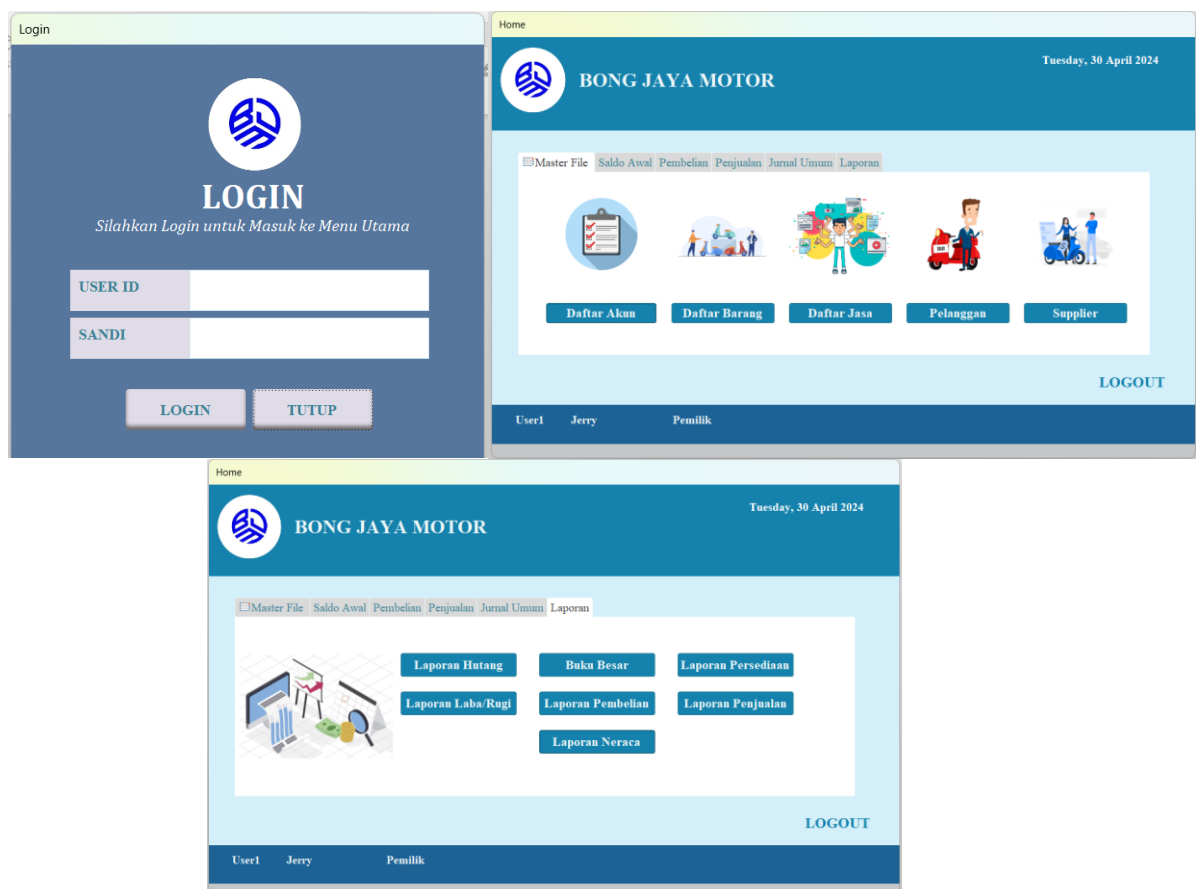 Login
LOGIN
Silahkan Login untuk Masuk ke Menu Utama
USER ID
SANDI
LOGIN TUTUP
Home
BONG JAYA MOTOR
Tuesday, 30 April 2024
Master File Saldo Awal Pembelian Penjualan Jurnal Umum Laporan
Daftar Akun Daftar Barang Daftar Jasa Pelanggan Supplier
LOGOUT
User1 Jerry Pemilik
Home
BONG JAYA MOTOR
Tuesday, 30 April 2024
Master File Saldo Awal Pembelian Penjualan Jurnal Umum Laporan
Laporan Hutang Buku Besar Laporan Persediaan
Laporan Laba/Rugi Laporan Pembelian Laporan Penjualan
Laporan Neraca
LOGOUT
User1 Jerry Pemilik